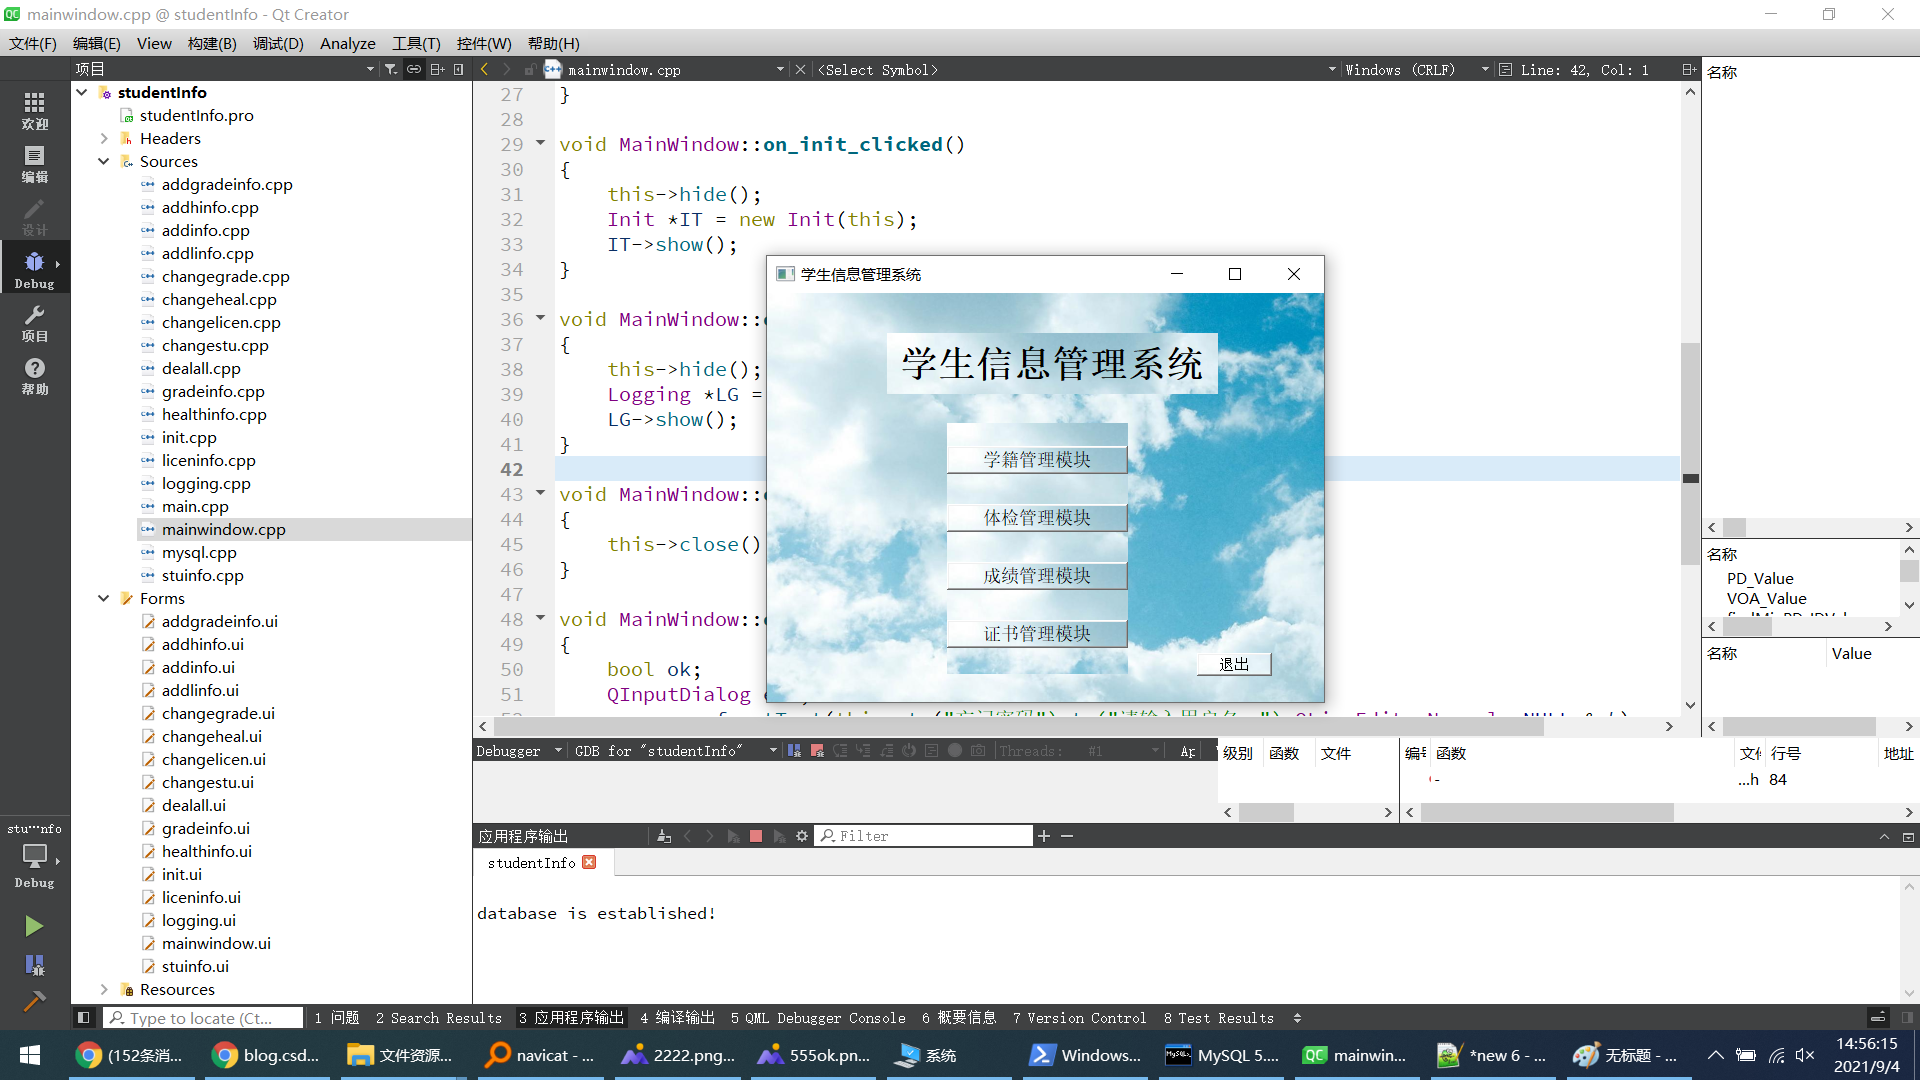 mainwindow.cpp @ studentInfo - Qt Creator
文件(F) 编辑(E) View 构建(B) 调试(D) Analyze 工具(T) 控件(W) 帮助(H)
项目
mainwindow.cpp
<Select Symbol>
Windows (CRLF)
Line: 42, Col: 1
欢迎
编辑
设计
Debug
项目
帮助
stu…nfo
Debug
studentInfo
studentInfo.pro
Headers
Sources
addgradeinfo.cpp
addhinfo.cpp
addinfo.cpp
addlinfo.cpp
changegrade.cpp
changeheal.cpp
changelicen.cpp
changestu.cpp
dealall.cpp
gradeinfo.cpp
healthinfo.cpp
init.cpp
liceninfo.cpp
logging.cpp
main.cpp
mainwindow.cpp
mysql.cpp
stuinfo.cpp
Forms
addgradeinfo.ui
addhinfo.ui
addinfo.ui
addlinfo.ui
changegrade.ui
changeheal.ui
changelicen.ui
changestu.ui
dealall.ui
gradeinfo.ui
healthinfo.ui
init.ui
liceninfo.ui
logging.ui
mainwindow.ui
stuinfo.ui
Resources
27 }
28
29 void MainWindow::on_init_clicked()
30 {
31 this->hide();
32 Init *IT = new Init(this);
33 IT->show();
34 }
35
36 void MainWindow::
37 {
38 this->hide();
39 Logging *LG =
40 LG->show();
41 }
42
43 void MainWindow::
44 {
45 this->close()
46 }
47
48 void MainWindow::
49 {
50 bool ok;
51 QInputDialog
学生信息管理系统
学生信息管理系统
学籍管理模块
体检管理模块
成绩管理模块
证书管理模块
退出
名称
名称
PD_Value
VOA_Value
名称 Value
Debugger GDB for "studentInfo" Threads: #1
级别 函数 文件
编号 函数 文件 行号 地址
...h 84
应用程序输出
Filter
studentInfo
database is established!
Type to locate (Ct...
1 问题 2 Search Results 3 应用程序输出 4 编译输出 5 QML Debugger Console 6 概要信息 7 Version Control 8 Test Results
(152条消... blog.csd... 文件资源... navicat - ... 2222.png... 555ok.pn... 系统 Windows... MySQL 5.... mainwin... *new 6 - ... 无标题 - ...
14:56:15
2021/9/4